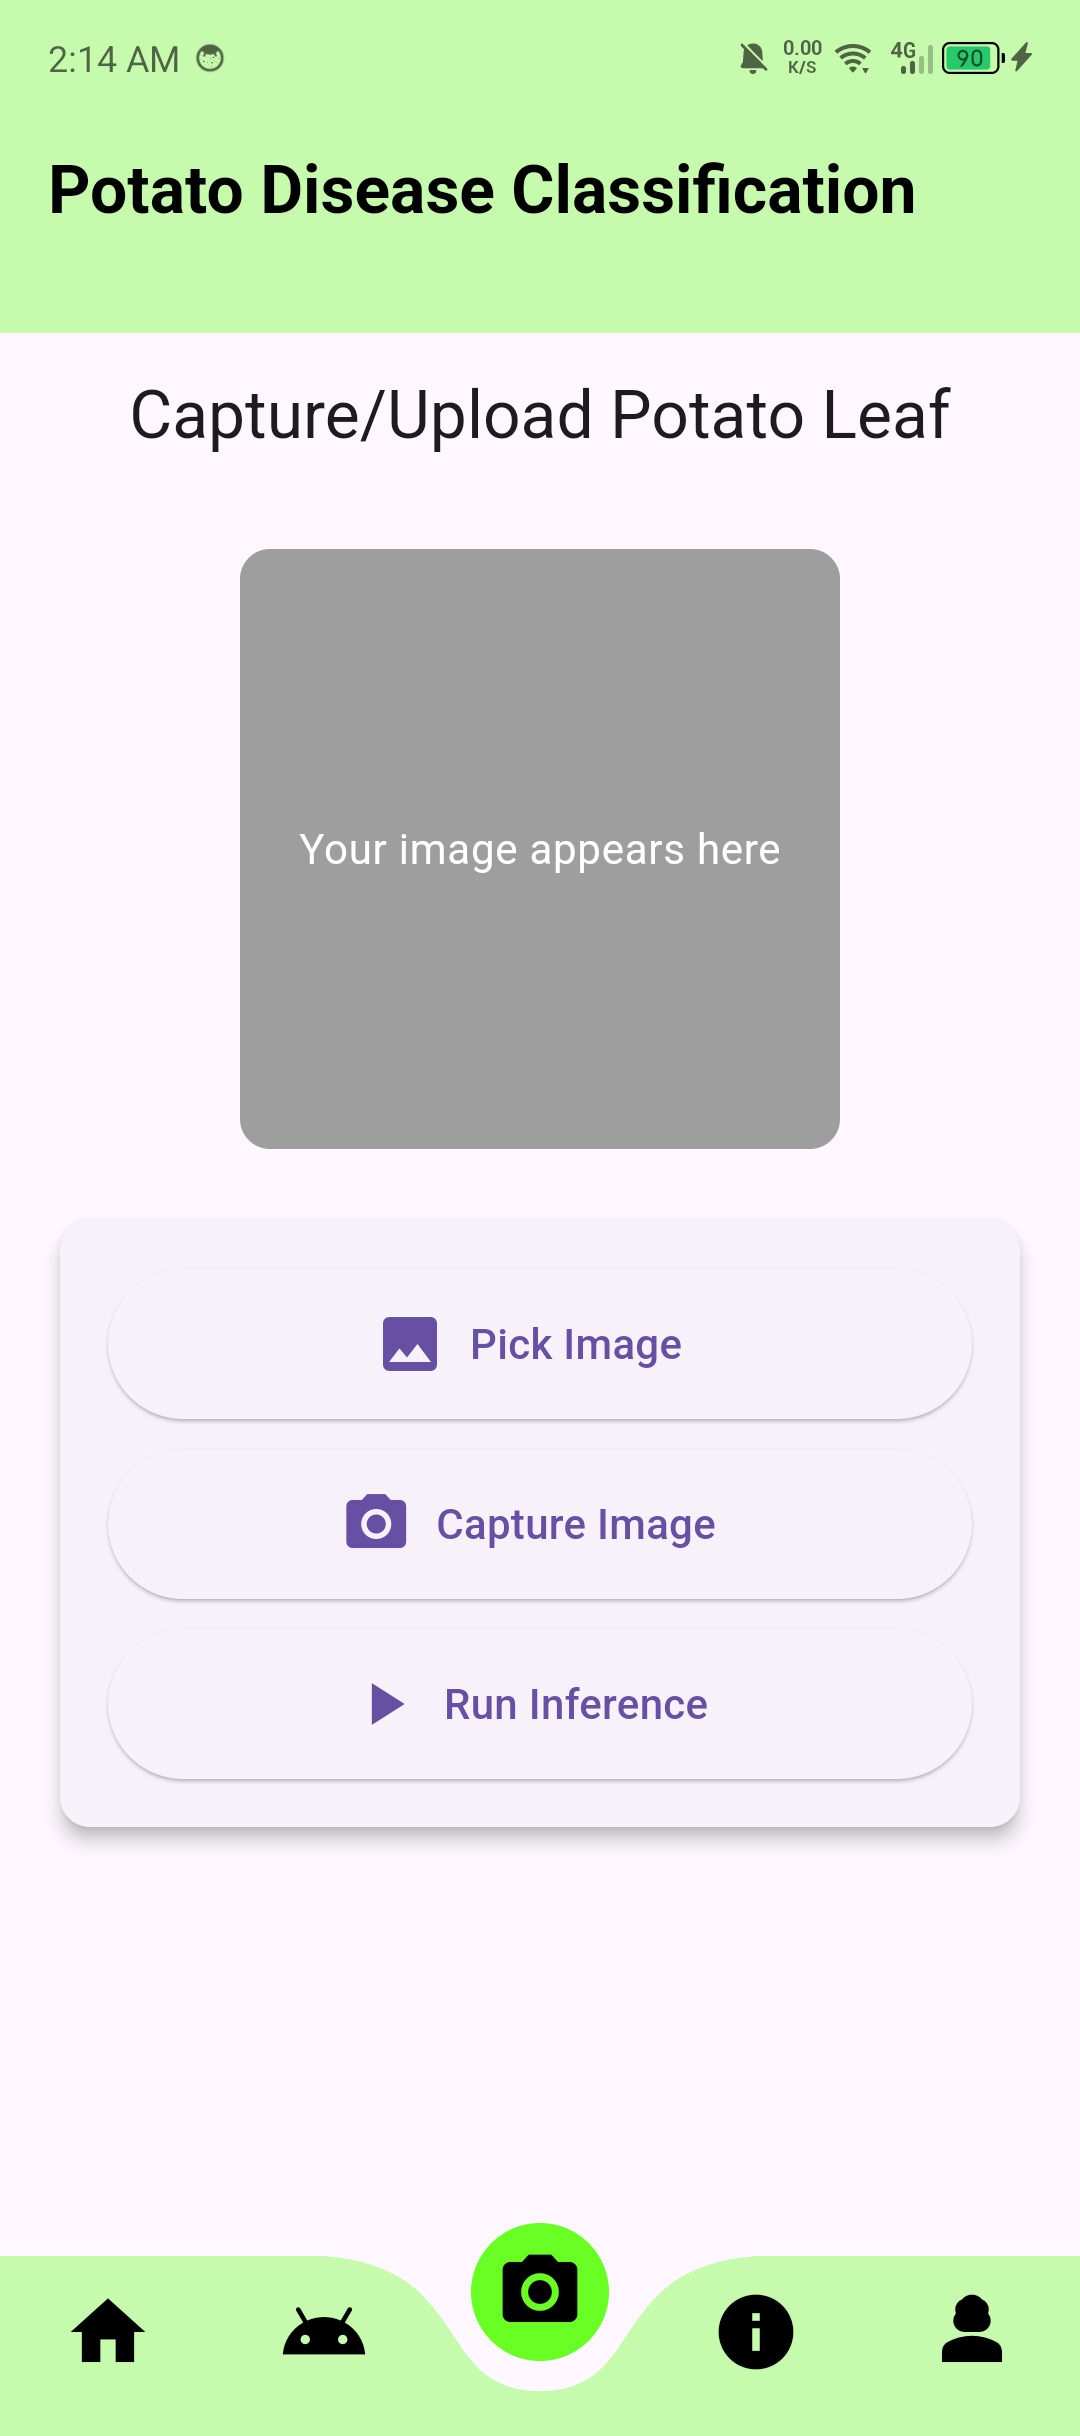 2:14 AM
0.00
K/S
4G
90
Potato Disease Classification
Capture/Upload Potato Leaf
Your image appears here
Pick Image
Capture Image
Run Inference